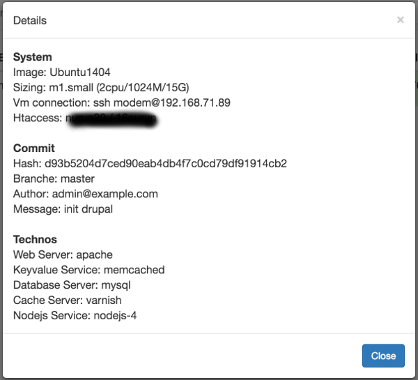 Details
×
System
Image: Ubuntu1404
Sizing: m1.small (2cpu/1024M/15G)
Vm connection: ssh modem@192.168.71.89
Htaccess:
Commit
Hash: d93b5204d7ced90eab4db4f7c0cd79df91914cb2
Branche: master
Author: admin@example.com
Message: init drupal
Technos
Web Server: apache
Keyvalue Service: memcached
Database Server: mysql
Cache Server: varnish
Nodejs Service: nodejs-4
Close